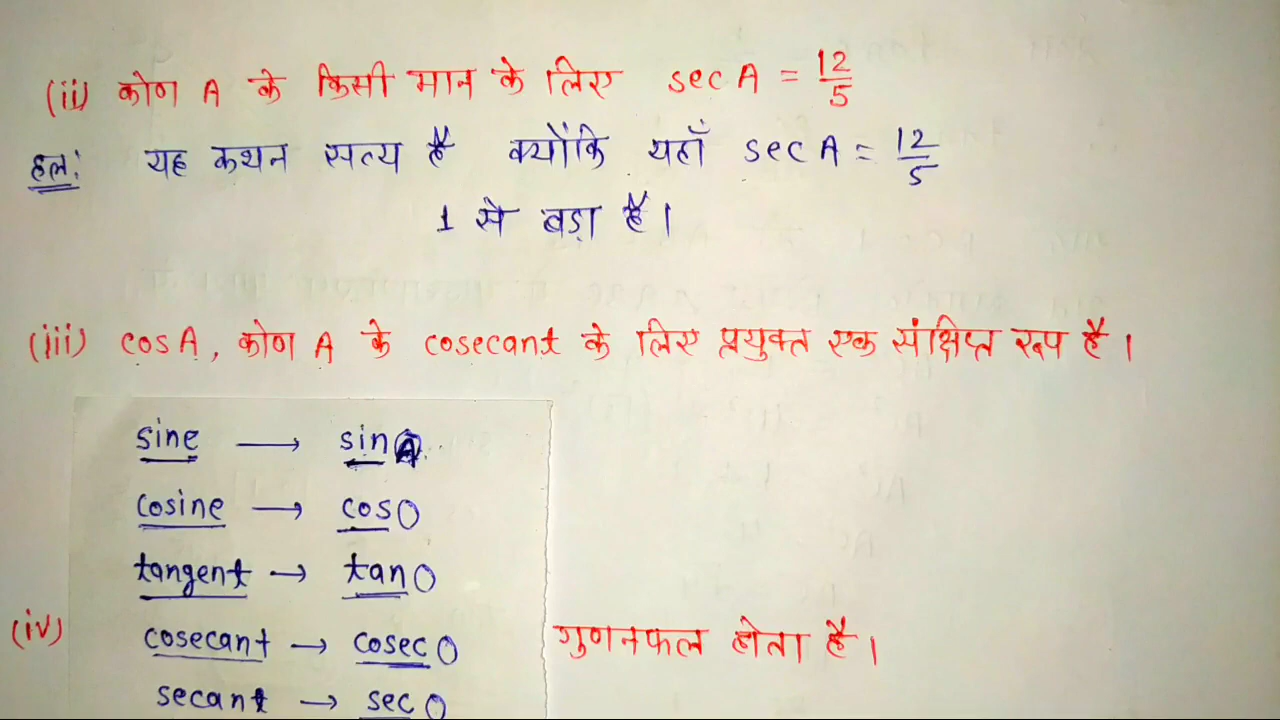 (ii) कोण A के किसी मान के लिए sec A = 12/5
हल: यह कथन सत्य है क्योंकि यहाँ sec A = 12/5
1 से बड़ा है।
(iii) cosA, कोण A के cosecant के लिए प्रयुक्त एक संक्षिप्त रूप है।
sine → sin A
cosine → cos O
tangent → tan O
(iv) गुणनफल होता है।
cosecant → cosec O
secant → sec O